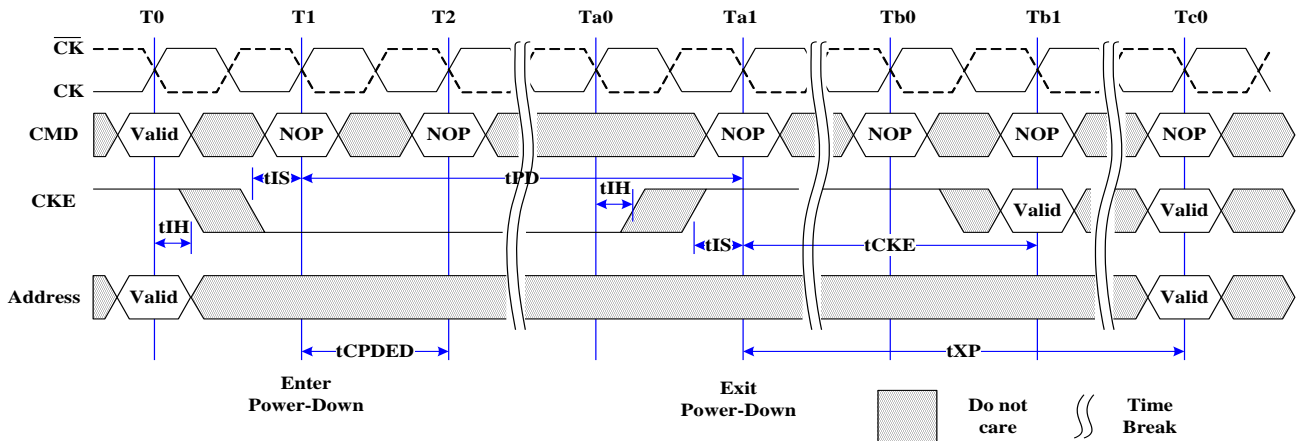 T0 T1 T2 Ta0 Ta1 Tb0 Tb1 Tc0
CK
CK
CMD Valid NOP NOP NOP NOP NOP NOP
tIS tPD tIH
CKE Valid Valid
tIH tIS tCKE
Address Valid Valid
tCPDED tXP
Enter
Power-Down
Exit
Power-Down
Do not
care
Time
Break